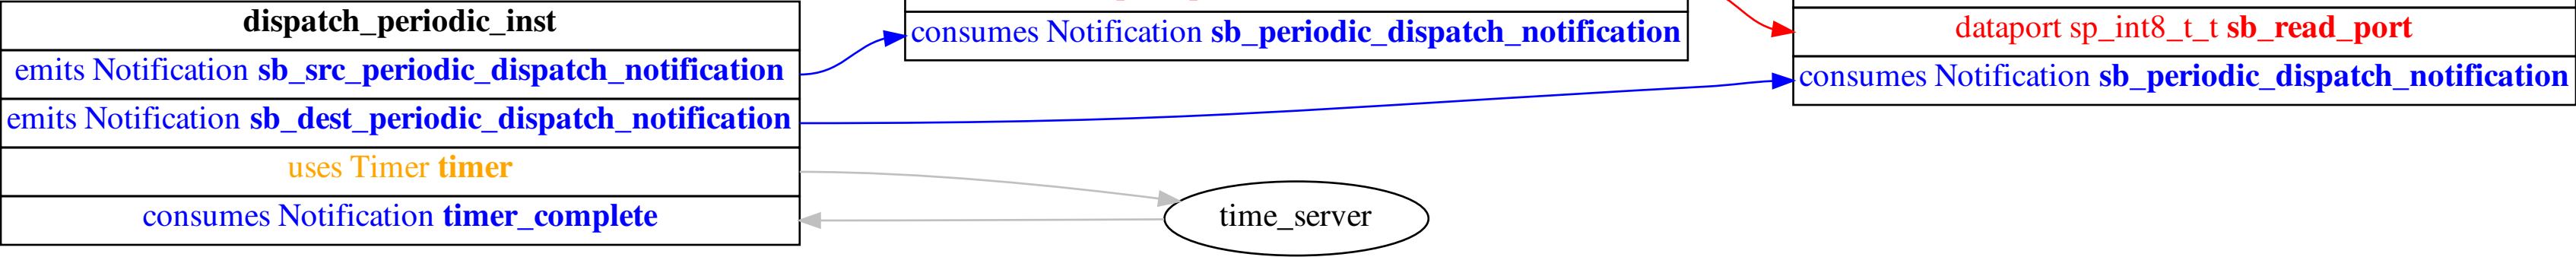 dispatch_periodic_inst
emits Notification sb_src_periodic_dispatch_notification
emits Notification sb_dest_periodic_dispatch_notification
uses Timer timer
consumes Notification timer_complete
consumes Notification sb_periodic_dispatch_notification
time_server
dataport sp_int8_t_t sb_read_port
consumes Notification sb_periodic_dispatch_notification